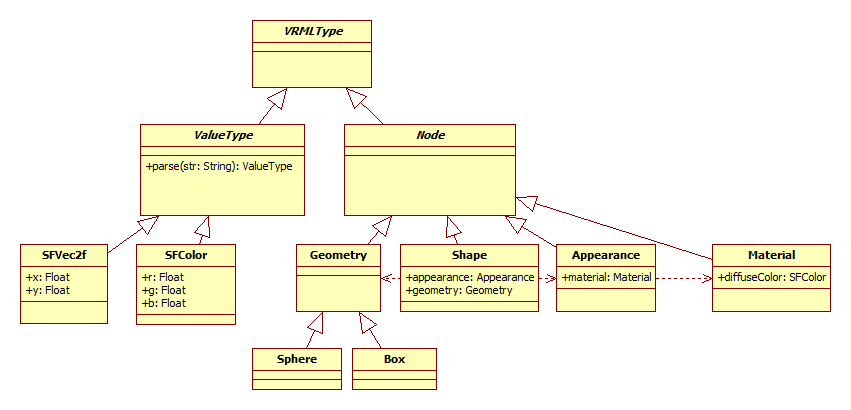 VRMLType
ValueType
+parse(str: String): ValueType
Node
SFVec2f
+x: Float
+y: Float
SFColor
+r: Float
+g: Float
+b: Float
Geometry
Shape
+appearance: Appearance
+geometry: Geometry
Appearance
+material: Material
Material
+diffuseColor: SFColor
Sphere
Box